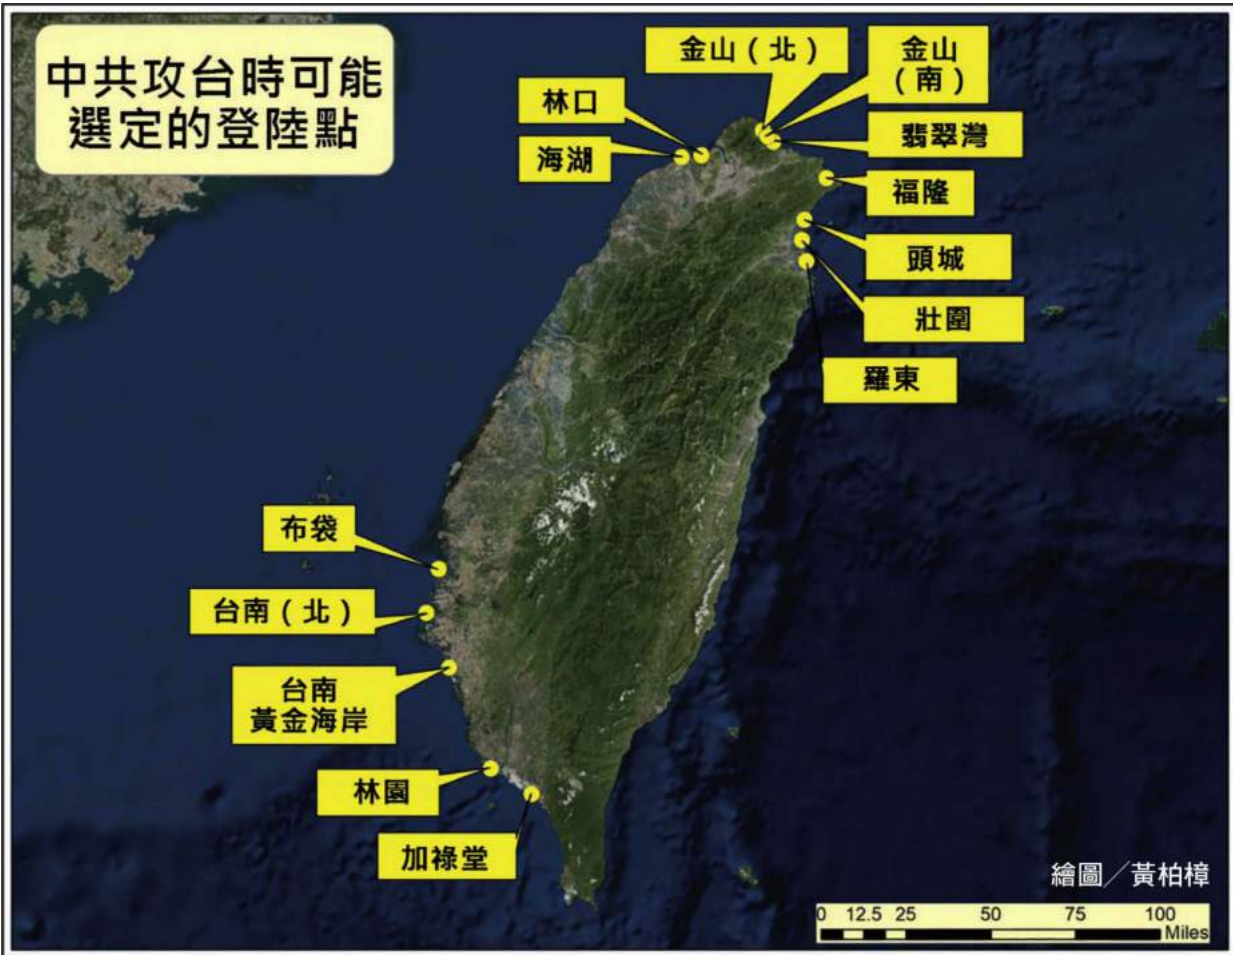 中共攻台時可能
選定的登陸點
金山（北）
金山
（南）
林口
翡翠灣
海湖
福隆
頭城
壯圍
羅東
布袋
台南（北）
台南
黃金海岸
林園
加祿堂
繪圖／黃柏樟
0 12.5 25 50 75 100
Miles